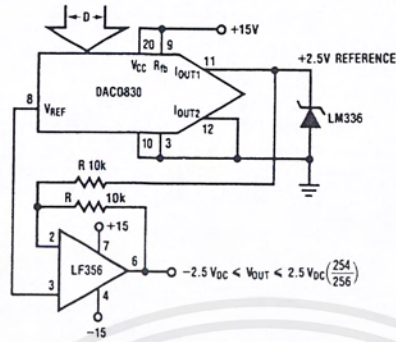 D
+15V
20 9
VCC Rfb IOUT1 11
+2.5V REFERENCE
8 VREF DAC0830
IOUT2
12
LM336
10 3
R 10k
R 10k
+15
2 7
LF356 6
-2.5 VDC ≤ VOUT ≤ 2.5 VDC(254/256)
3 4
-15